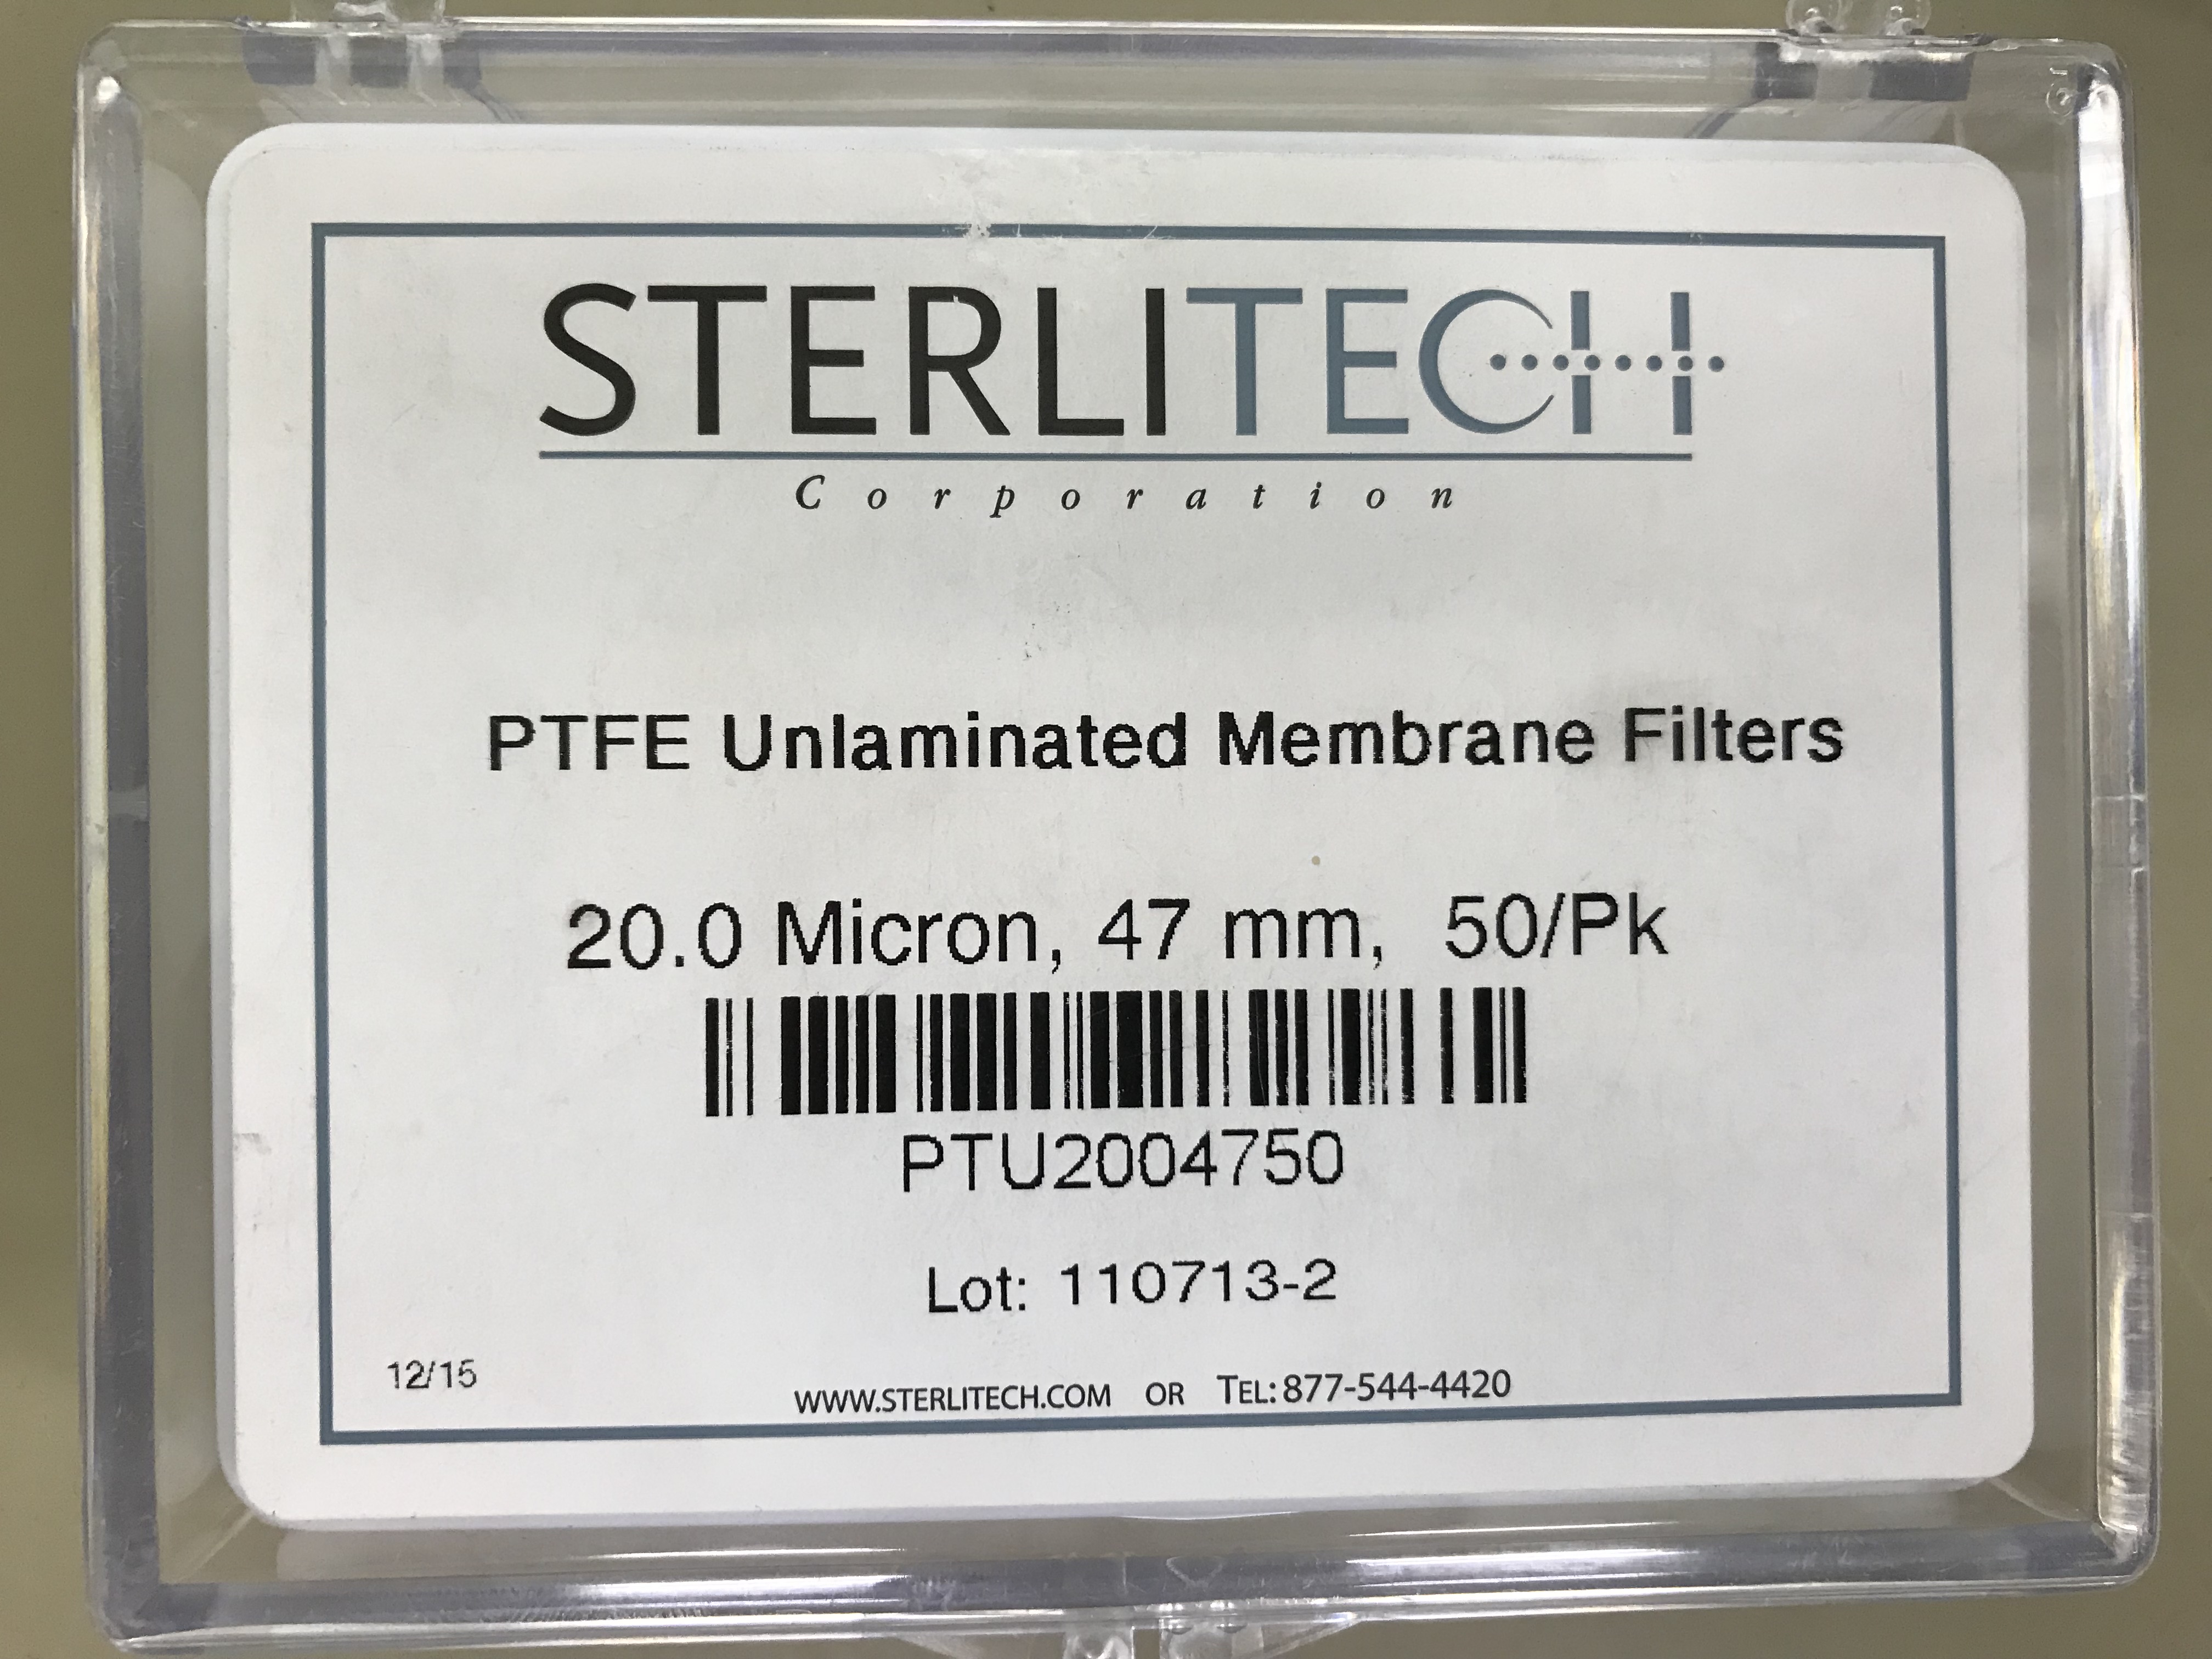 STERLITECH
Corporation
PTFE Unlaminated Membrane Filters
20.0 Micron, 47 mm, 50/Pk
PTU2004750
Lot: 110713-2
12/15
WWW.STERLITECH.COM OR TEL: 877-544-4420